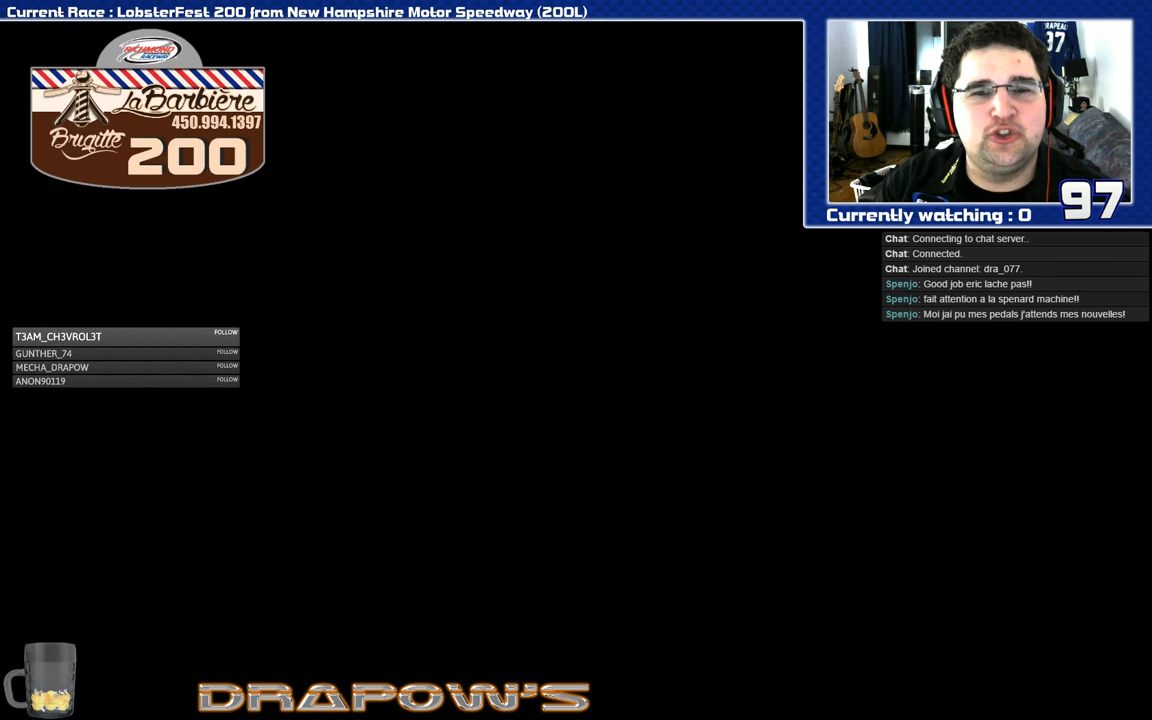 Current Race : LobsterFest 200 from New Hampshire Motor Speedway (200L)
RICHMOND
RACEWAY
La Barbière
450.994.1397
Brigitte
200
97
Currently watching : 0
97
Chat: Connecting to chat server..
Chat: Connected.
Chat: Joined channel: dra_077.
Spenjo: Good job eric lache pas!!
Spenjo: fait attention a la spenard machine!!
Spenjo: Moi jai pu mes pedals j'attends mes nouvelles!
T3AM_CH3VROL3T FOLLOW
GUNTHER_74 FOLLOW
MECHA_DRAPOW FOLLOW
ANON90119 FOLLOW
DRAPOW'S